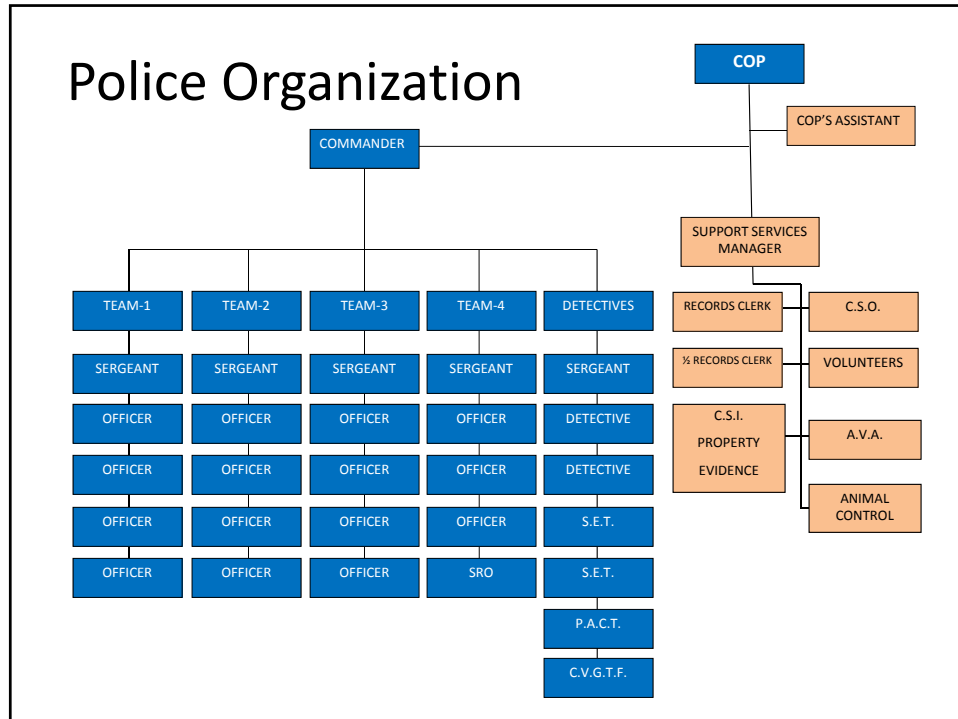 Police Organization
COP
COP’S ASSISTANT
COMMANDER
SUPPORT SERVICES
MANAGER
TEAM-1
TEAM-2
TEAM-3
TEAM-4
DETECTIVES
RECORDS CLERK
C.S.O.
SERGEANT
SERGEANT
SERGEANT
SERGEANT
SERGEANT
½ RECORDS CLERK
VOLUNTEERS
OFFICER
OFFICER
OFFICER
OFFICER
DETECTIVE
C.S.I.
PROPERTY
EVIDENCE
A.V.A.
OFFICER
OFFICER
OFFICER
OFFICER
DETECTIVE
ANIMAL
CONTROL
OFFICER
OFFICER
OFFICER
OFFICER
S.E.T.
OFFICER
OFFICER
OFFICER
SRO
S.E.T.
P.A.C.T.
C.V.G.T.F.